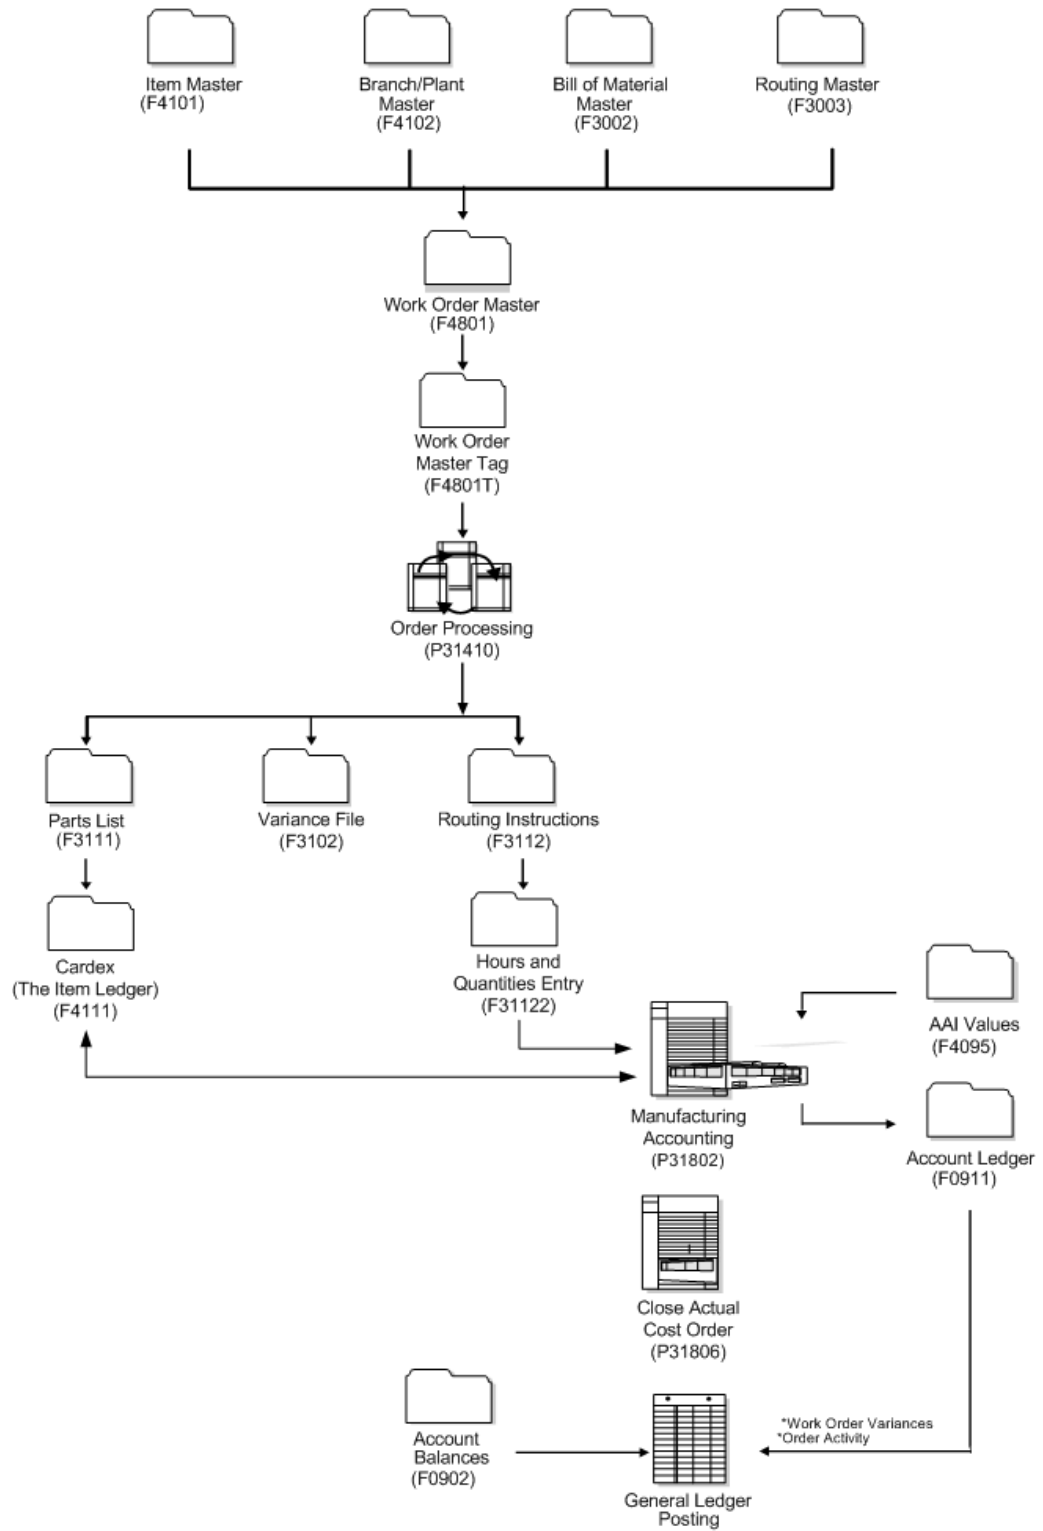 Item Master
(F4101)
Branch/Plant
Master
(F4102)
Bill of Material
Master
(F3002)
Routing Master
(F3003)
Work Order Master
(F4801)
Work Order
Master Tag
(F4801T)
Order Processing
(P31410)
Parts List
(F3111)
Variance File
(F3102)
Routing Instructions
(F3112)
Cardex
(The Item Ledger)
(F4111)
Hours and
Quantities Entry
(F31122)
AAI Values
(F4095)
Manufacturing
Accounting
(P31802)
Account Ledger
(F0911)
Close Actual
Cost Order
(P31806)
Account
Balances
(F0902)
*Work Order Variances
*Order Activity
General Ledger
Posting